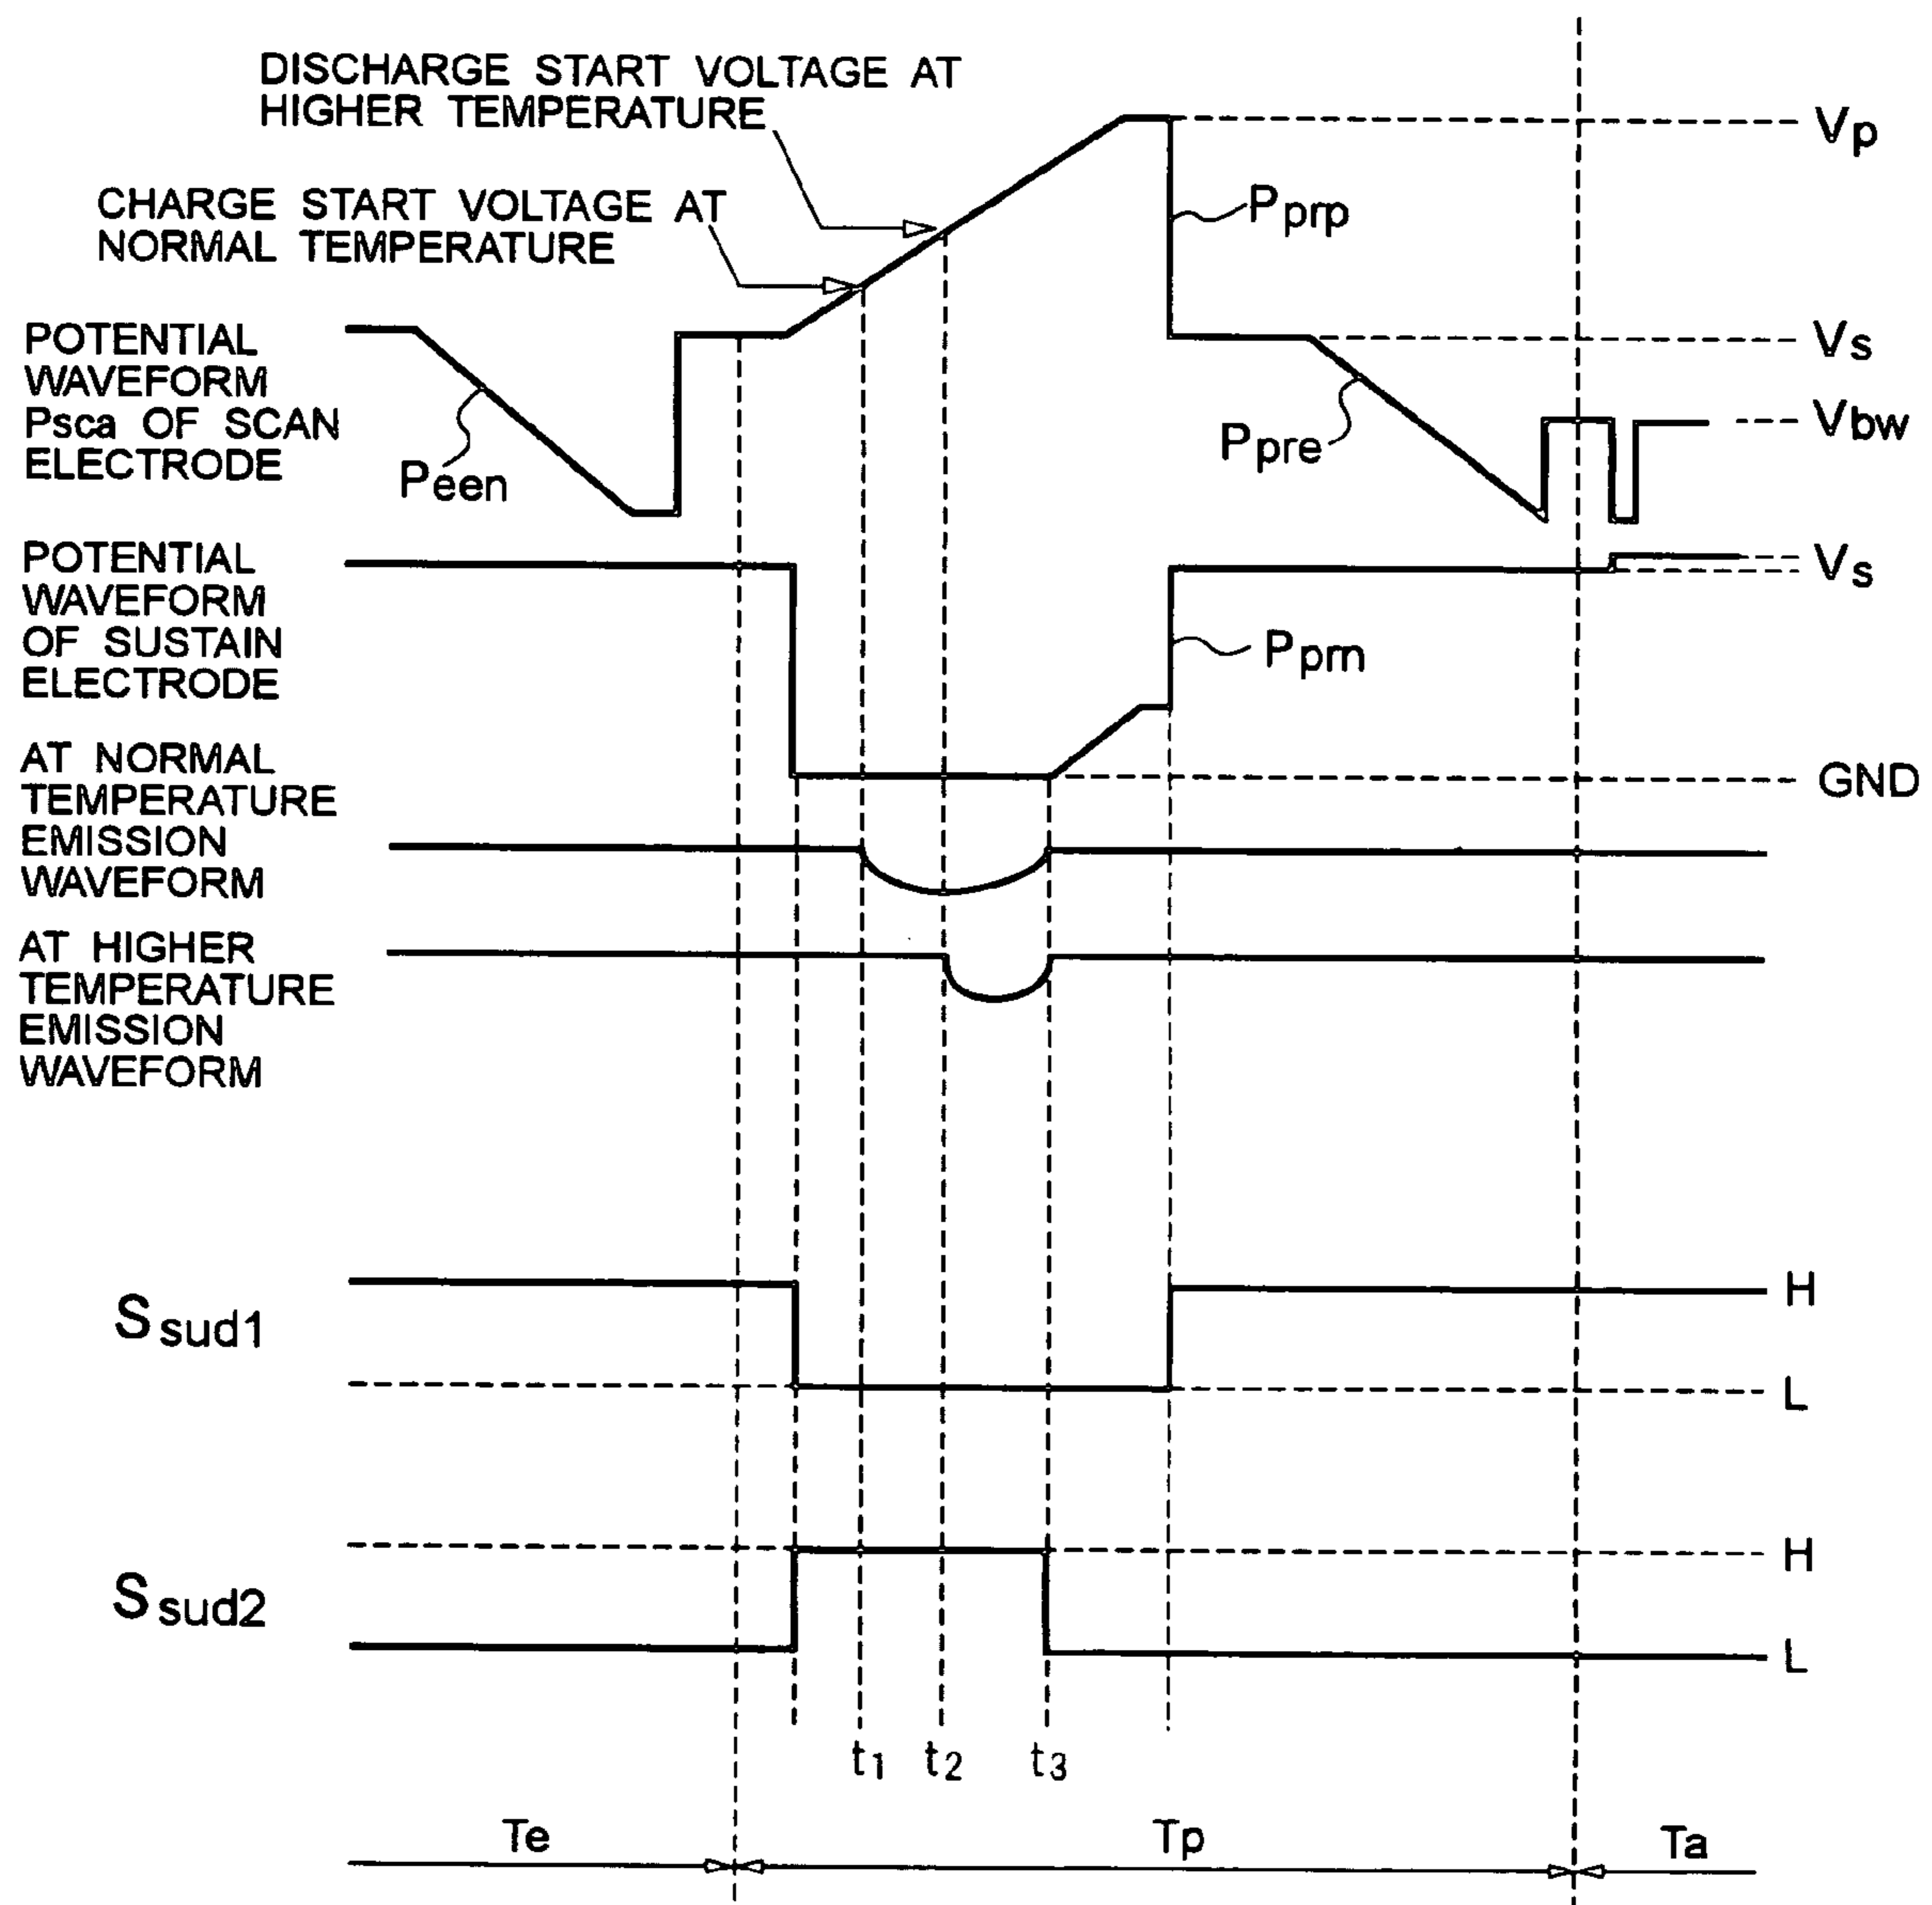 DISCHARGE START VOLTAGE AT
HIGHER TEMPERATURE
Vp
CHARGE START VOLTAGE AT
NORMAL TEMPERATURE
Pprp
POTENTIAL
WAVEFORM
Psca OF SCAN
ELECTRODE
Vs
Vbw
Peen
Ppre
POTENTIAL
WAVEFORM
OF SUSTAIN
ELECTRODE
Vs
Pprn
AT NORMAL
TEMPERATURE
EMISSION
WAVEFORM
GND
AT HIGHER
TEMPERATURE
EMISSION
WAVEFORM
Ssud1
H
L
Ssud2
H
L
t1 t2 t3
Te Tp Ta